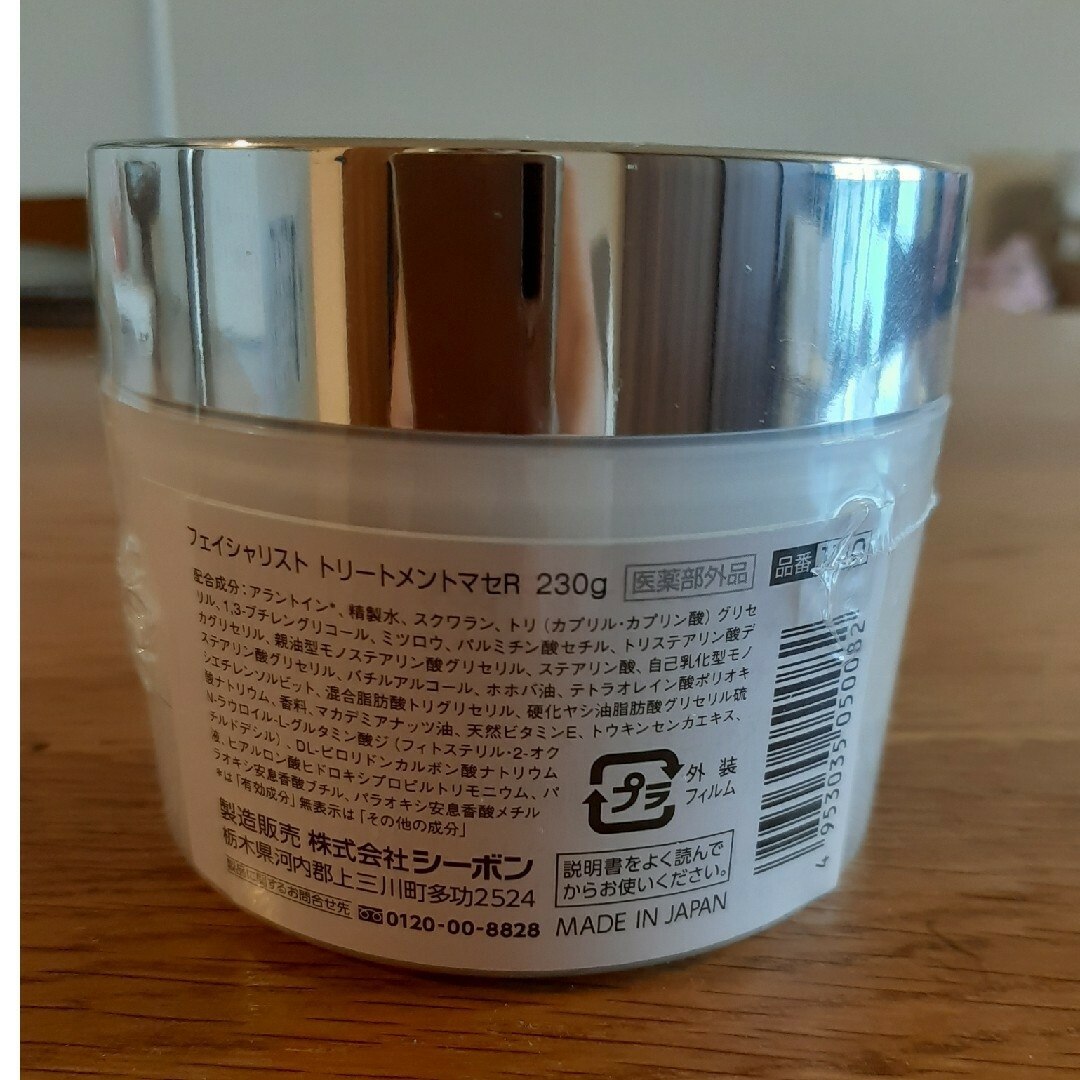 フェイシャリスト トリートメントマセR 230g 医薬部外品 品番
配合成分：アラントイン*、精製水、スクワラン、トリ（カプリル・カプリン酸）グリセ
リル、1,3-ブチレングリコール、ミツロウ、パルミチン酸セチル、トリステアリン酸デ
カグリセリル、親油型モノステアリン酸グリセリル、ステアリン酸、自己乳化型モノ
ステアリン酸グリセリル、バチルアルコール、ホホバ油、テトラオレイン酸ポリオキ
シエチレンソルビット、混合脂肪酸トリグリセリル、硬化ヤシ油脂肪酸グリセリル硫
酸ナトリウム、香料、マカデミアナッツ油、天然ビタミンE、トウキンセンカエキス、
N-ラウロイル-L-グルタミン酸ジ（フィトステリル・2-オク
チルドデシル）、DL-ピロリドンカルボン酸ナトリウム
液、ヒアルロン酸ヒドロキシプロピルトリモニウム、パ
ラオキシ安息香酸ブチル、パラオキシ安息香酸メチル
*は「有効成分」無表示は「その他の成分」
プラ
外装
フィルム
製造販売 株式会社シーボン
栃木県河内郡上三川町多功2524
製品に関するお問合せ先 0120-00-8828
説明書をよく読んで
からお使いください。
MADE IN JAPAN
4 953035 050082